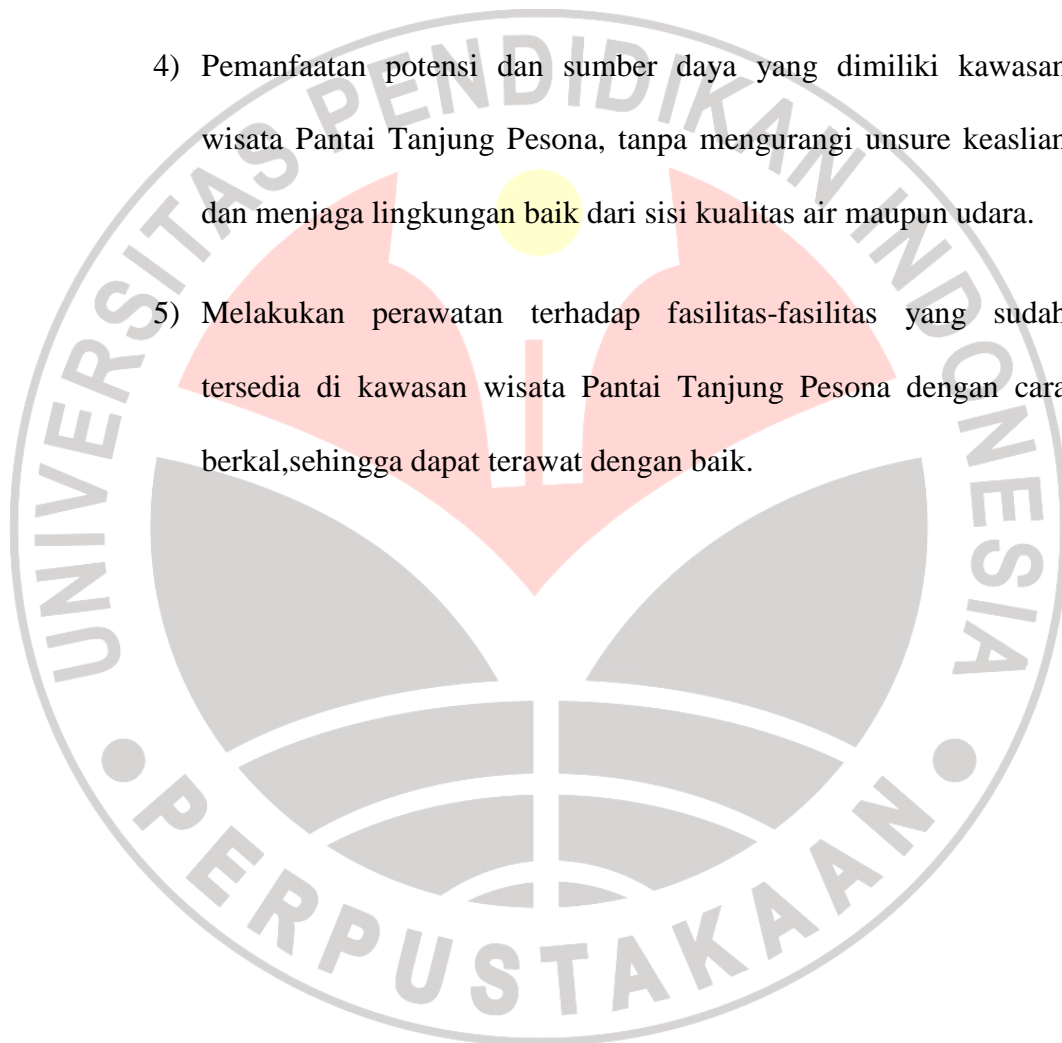 4) Pemanfaatan potensi dan sumber daya yang dimiliki kawasan
wisata Pantai Tanjung Pesona, tanpa mengurangi unsure keaslian
dan menjaga lingkungan baik dari sisi kualitas air maupun udara.
5) Melakukan perawatan terhadap fasilitas-fasilitas yang sudah
tersedia di kawasan wisata Pantai Tanjung Pesona dengan cara
berkal,sehingga dapat terawat dengan baik.
UNIVERSITAS PENDIDIKAN INDONESIA
PERPUSTAKAAN